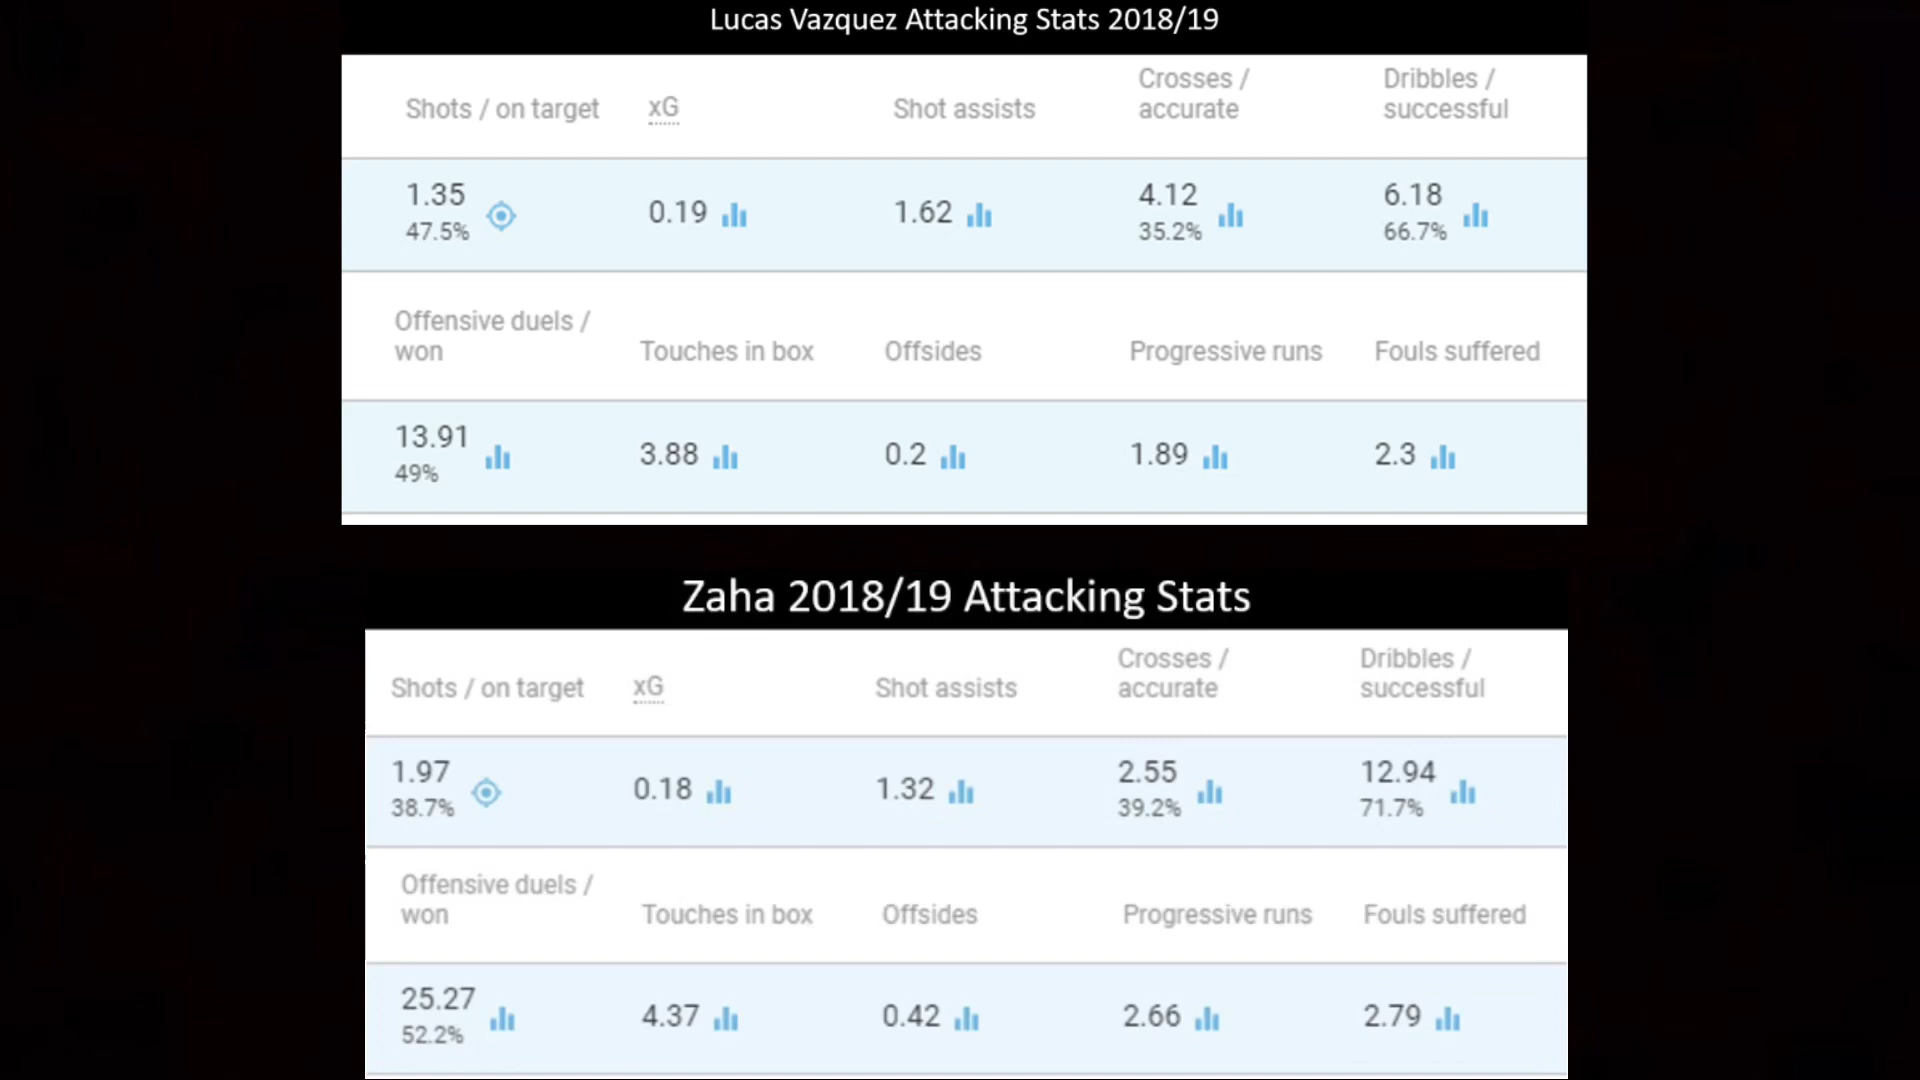 Lucas Vazquez Attacking Stats 2018/19
Shots / on target xG Shot assists Crosses / accurate Dribbles / successful
1.35 0.19 1.62 4.12 6.18
47.5% 35.2% 66.7%
Offensive duels / won Touches in box Offsides Progressive runs Fouls suffered
13.91 3.88 0.2 1.89 2.3
49%
Zaha 2018/19 Attacking Stats
Shots / on target xG Shot assists Crosses / accurate Dribbles / successful
1.97 0.18 1.32 2.55 12.94
38.7% 39.2% 71.7%
Offensive duels / won Touches in box Offsides Progressive runs Fouls suffered
25.27 4.37 0.42 2.66 2.79
52.2%